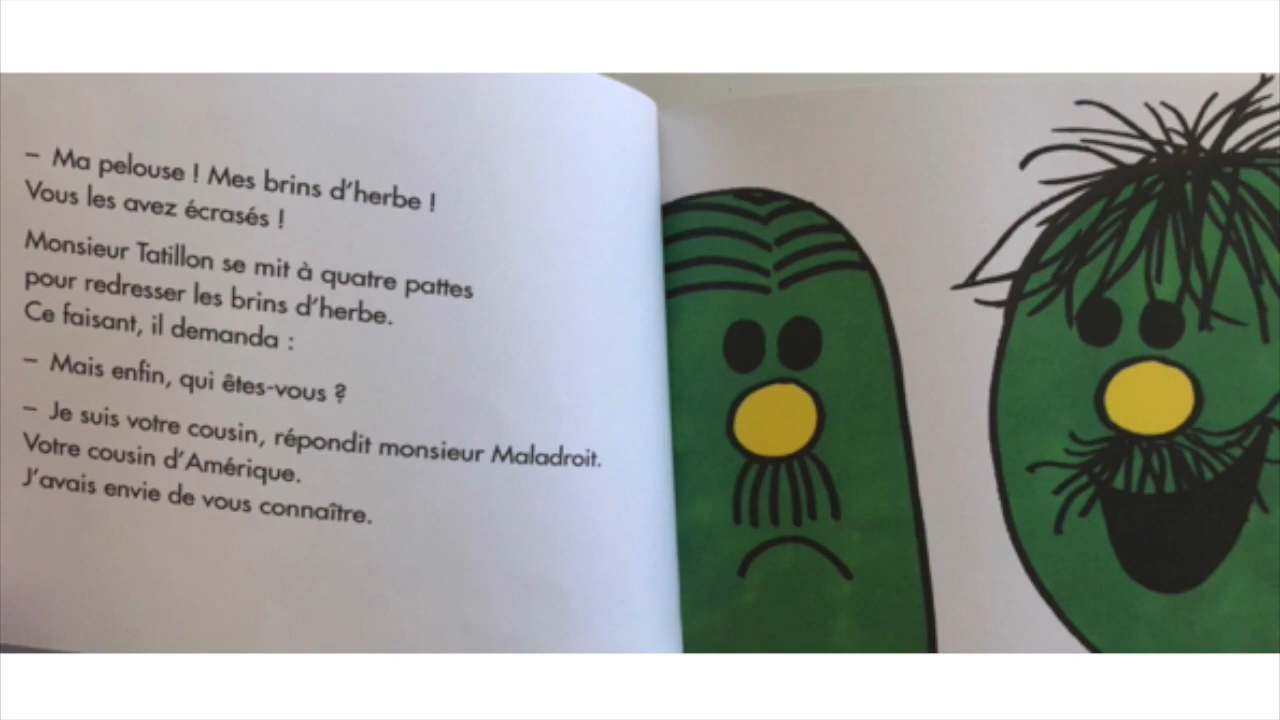 – Ma pelouse ! Mes brins d'herbe !
Vous les avez écrasés !
Monsieur Tatillon se mit à quatre pattes
pour redresser les brins d'herbe.
Ce faisant, il demanda :
– Mais enfin, qui êtes-vous ?
– Je suis votre cousin, répondit monsieur Maladroit.
Votre cousin d'Amérique.
J'avais envie de vous connaître.